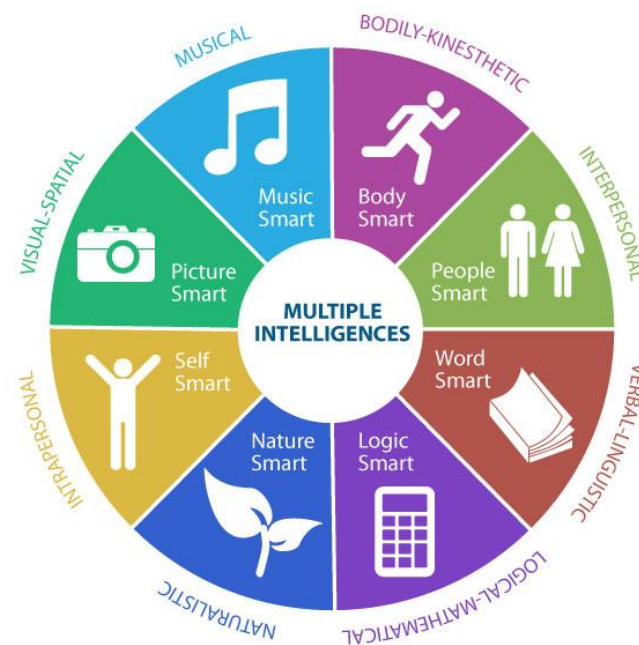 MUSICAL
BODILY-KINESTHETIC
INTERPERSONAL
VERBAL-LINGUISTIC
LOGICAL-MATHEMATICAL
NATURALISTIC
INTRAPERSONAL
VISUAL-SPATIAL
Music
Smart
Body
Smart
People
Smart
Word
Smart
Logic
Smart
Nature
Smart
Self
Smart
Picture
Smart
MULTIPLE
INTELLIGENCES